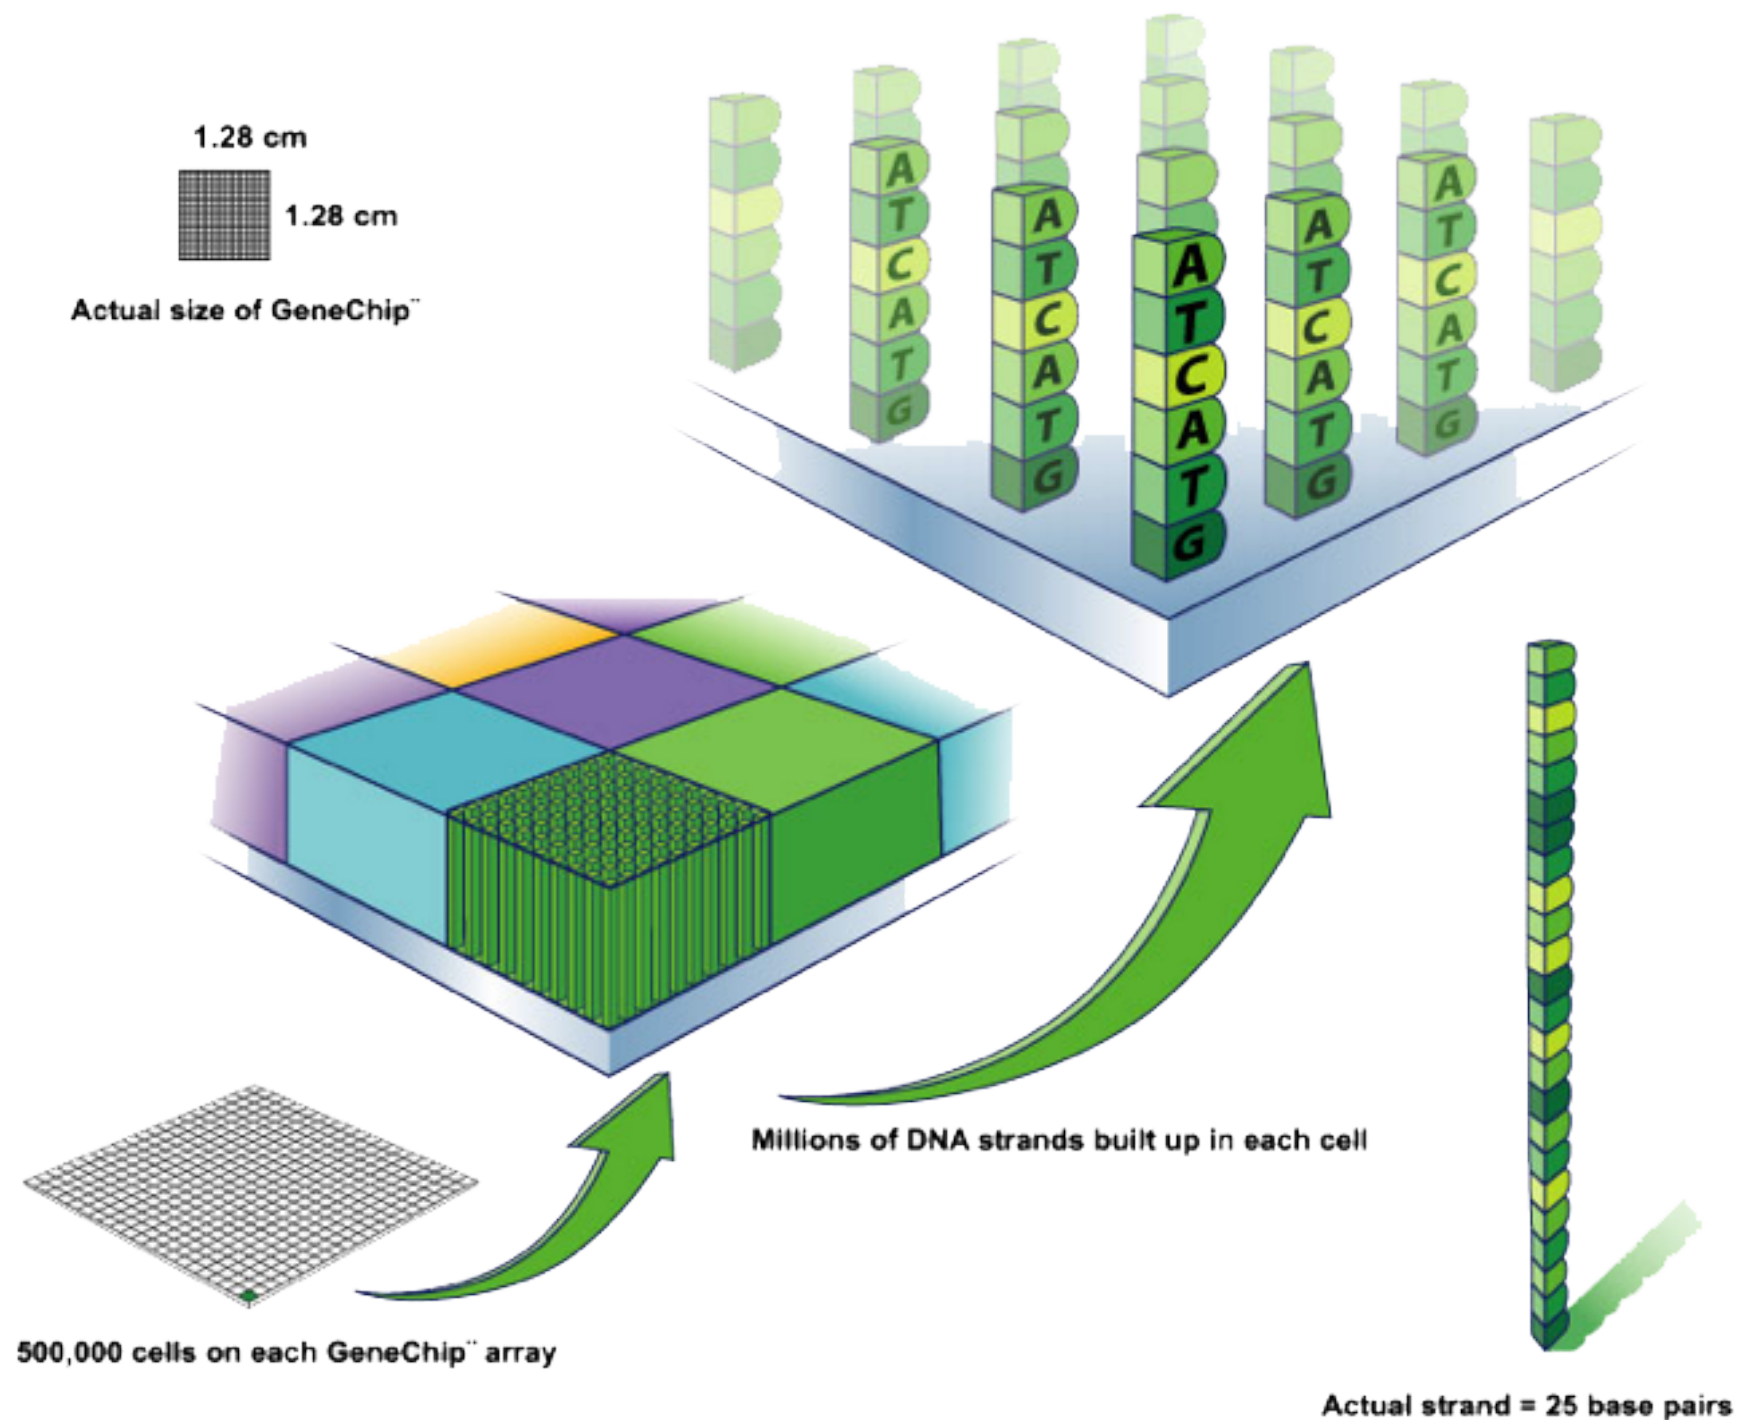 1.28 cm
1.28 cm
Actual size of GeneChip¨
A
T
C
A
T
G
A
T
C
A
T
G
A
T
C
A
T
G
A
T
C
A
T
G
A
T
C
A
T
G
Millions of DNA strands built up in each cell
500,000 cells on each GeneChip¨ array
Actual strand = 25 base pairs